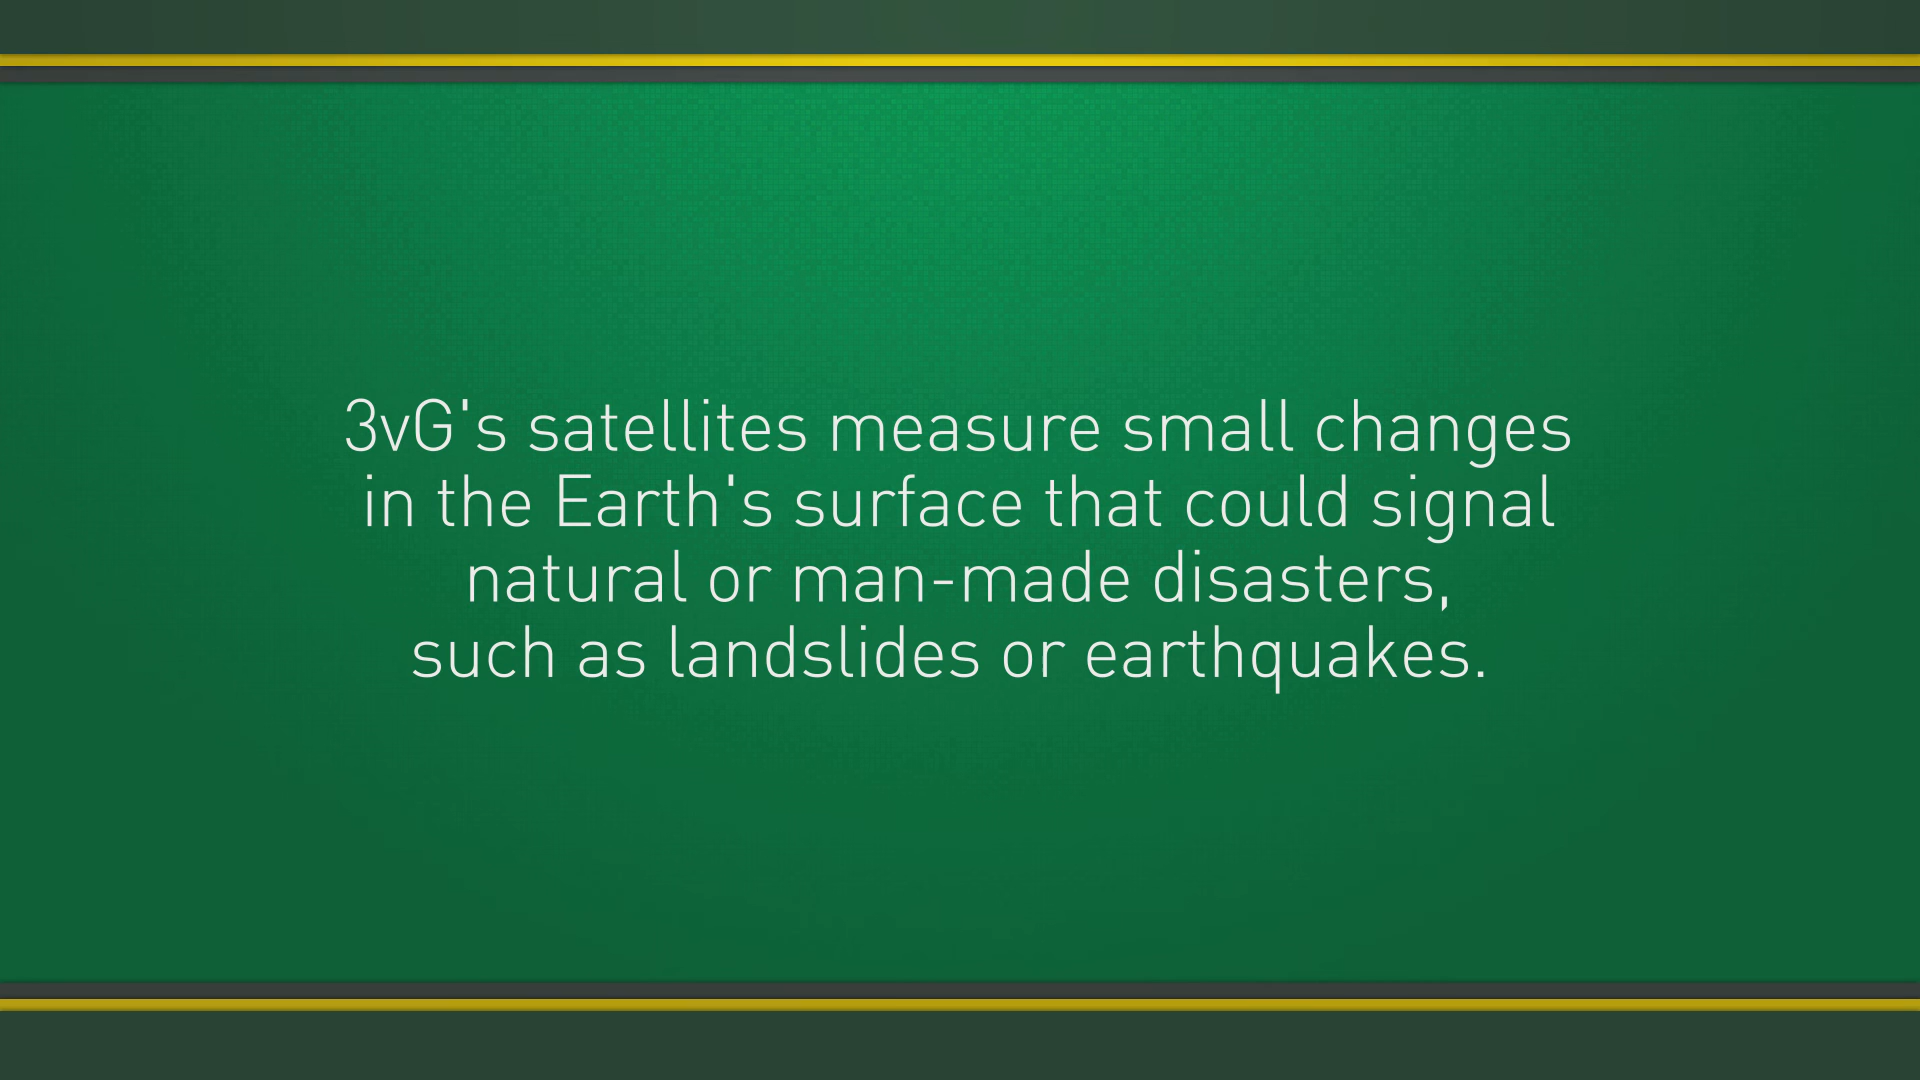 3vG's satellites measure small changes
in the Earth's surface that could signal
natural or man-made disasters,
such as landslides or earthquakes.